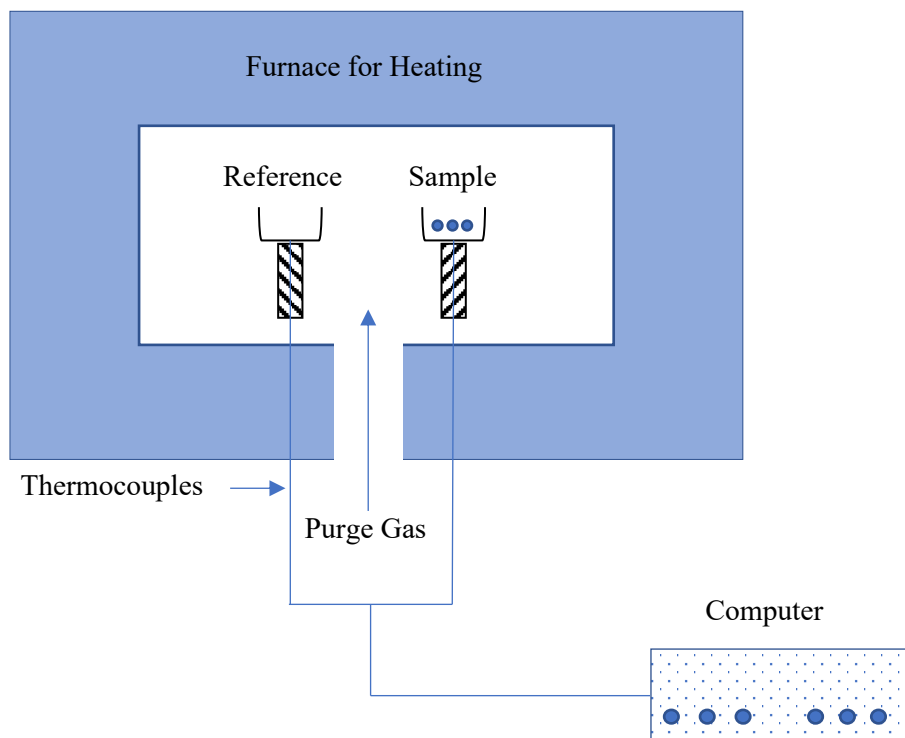 Furnace for Heating
Reference
Sample
Thermocouples
Purge Gas
Computer